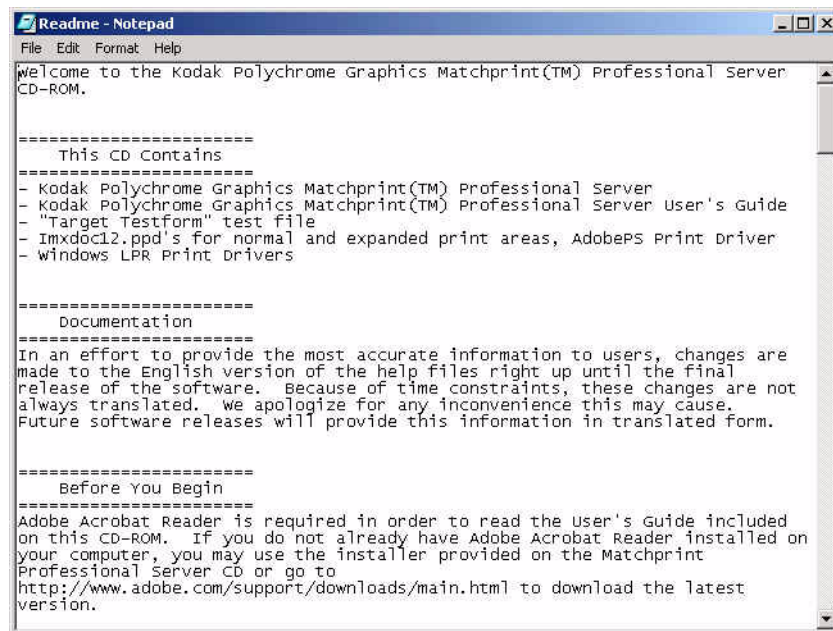 Readme - Notepad
File Edit Format Help
Welcome to the Kodak Polychrome Graphics Matchprint(TM) Professional Server
CD-ROM.
=======================
This CD Contains
=======================
- Kodak Polychrome Graphics Matchprint(TM) Professional Server
- Kodak Polychrome Graphics Matchprint(TM) Professional Server User's Guide
- "Target Testform" test file
- Imxdoc12.ppd's for normal and expanded print areas, AdobePS Print Driver
- Windows LPR Print Drivers
=======================
Documentation
=======================
In an effort to provide the most accurate information to users, changes are
made to the English version of the help files right up until the final
release of the software.  Because of time constraints, these changes are not
always translated.  We apologize for any inconvenience this may cause.
Future software releases will provide this information in translated form.
=======================
Before You Begin
=======================
Adobe Acrobat Reader is required in order to read the User's Guide included
on this CD-ROM.  If you do not already have Adobe Acrobat Reader installed on
your computer, you may use the installer provided on the Matchprint
Professional Server CD or go to
http://www.adobe.com/support/downloads/main.html to download the latest
version.